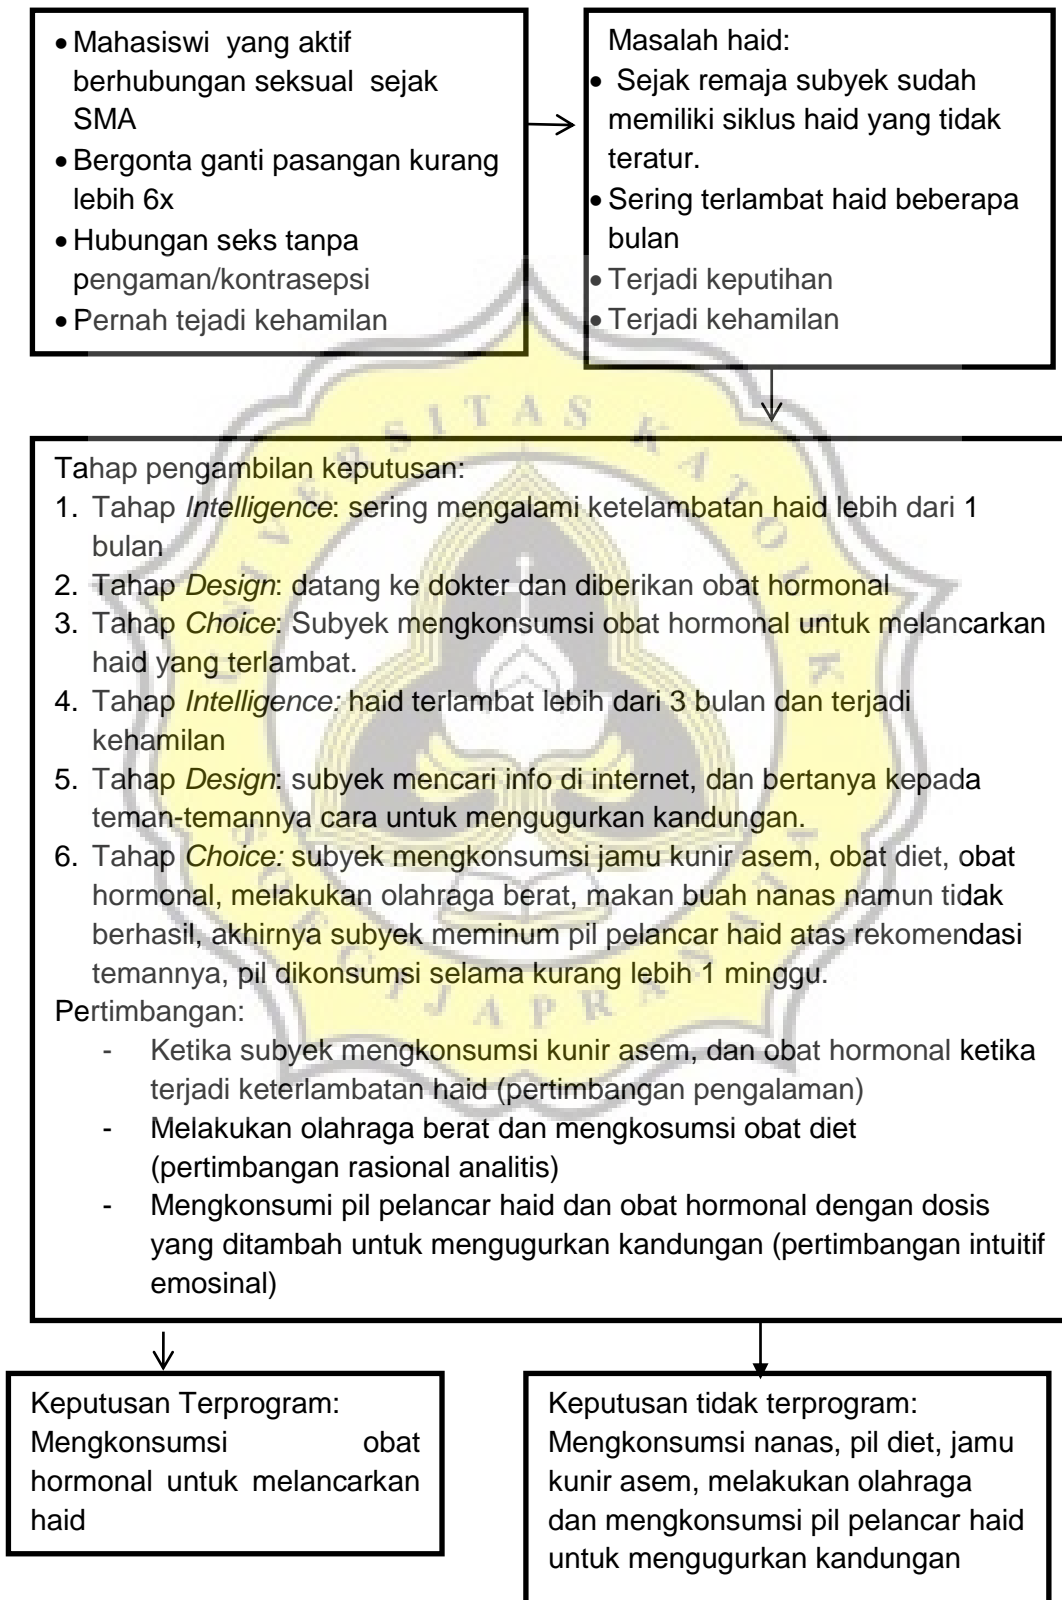 • Mahasiswi yang aktif
berhubungan seksual sejak
SMA
• Bergonta ganti pasangan kurang
lebih 6x
• Hubungan seks tanpa
pengaman/kontrasepsi
• Pernah tejadi kehamilan
Masalah haid:
• Sejak remaja subyek sudah
memiliki siklus haid yang tidak
teratur.
• Sering terlambat haid beberapa
bulan
• Terjadi keputihan
• Terjadi kehamilan
UNIVERSITAS KATOLIK
SOEGIJAPRANATA
Tahap pengambilan keputusan:
1. Tahap Intelligence: sering mengalami ketelambatan haid lebih dari 1
bulan
2. Tahap Design: datang ke dokter dan diberikan obat hormonal
3. Tahap Choice: Subyek mengkonsumsi obat hormonal untuk melancarkan
haid yang terlambat.
4. Tahap Intelligence: haid terlambat lebih dari 3 bulan dan terjadi
kehamilan
5. Tahap Design: subyek mencari info di internet, dan bertanya kepada
teman-temannya cara untuk mengugurkan kandungan.
6. Tahap Choice: subyek mengkonsumsi jamu kunir asem, obat diet, obat
hormonal, melakukan olahraga berat, makan buah nanas namun tidak
berhasil, akhirnya subyek meminum pil pelancar haid atas rekomendasi
temannya, pil dikonsumsi selama kurang lebih 1 minggu.
Pertimbangan:
- Ketika subyek mengkonsumsi kunir asem, dan obat hormonal ketika
terjadi keterlambatan haid (pertimbangan pengalaman)
- Melakukan olahraga berat dan mengkosumsi obat diet
(pertimbangan rasional analitis)
- Mengkonsumi pil pelancar haid dan obat hormonal dengan dosis
yang ditambah untuk mengugurkan kandungan (pertimbangan intuitif
emosinal)
Keputusan Terprogram:
Mengkonsumsi obat
hormonal untuk melancarkan
haid
Keputusan tidak terprogram:
Mengkonsumsi nanas, pil diet, jamu
kunir asem, melakukan olahraga
dan mengkonsumsi pil pelancar haid
untuk mengugurkan kandungan